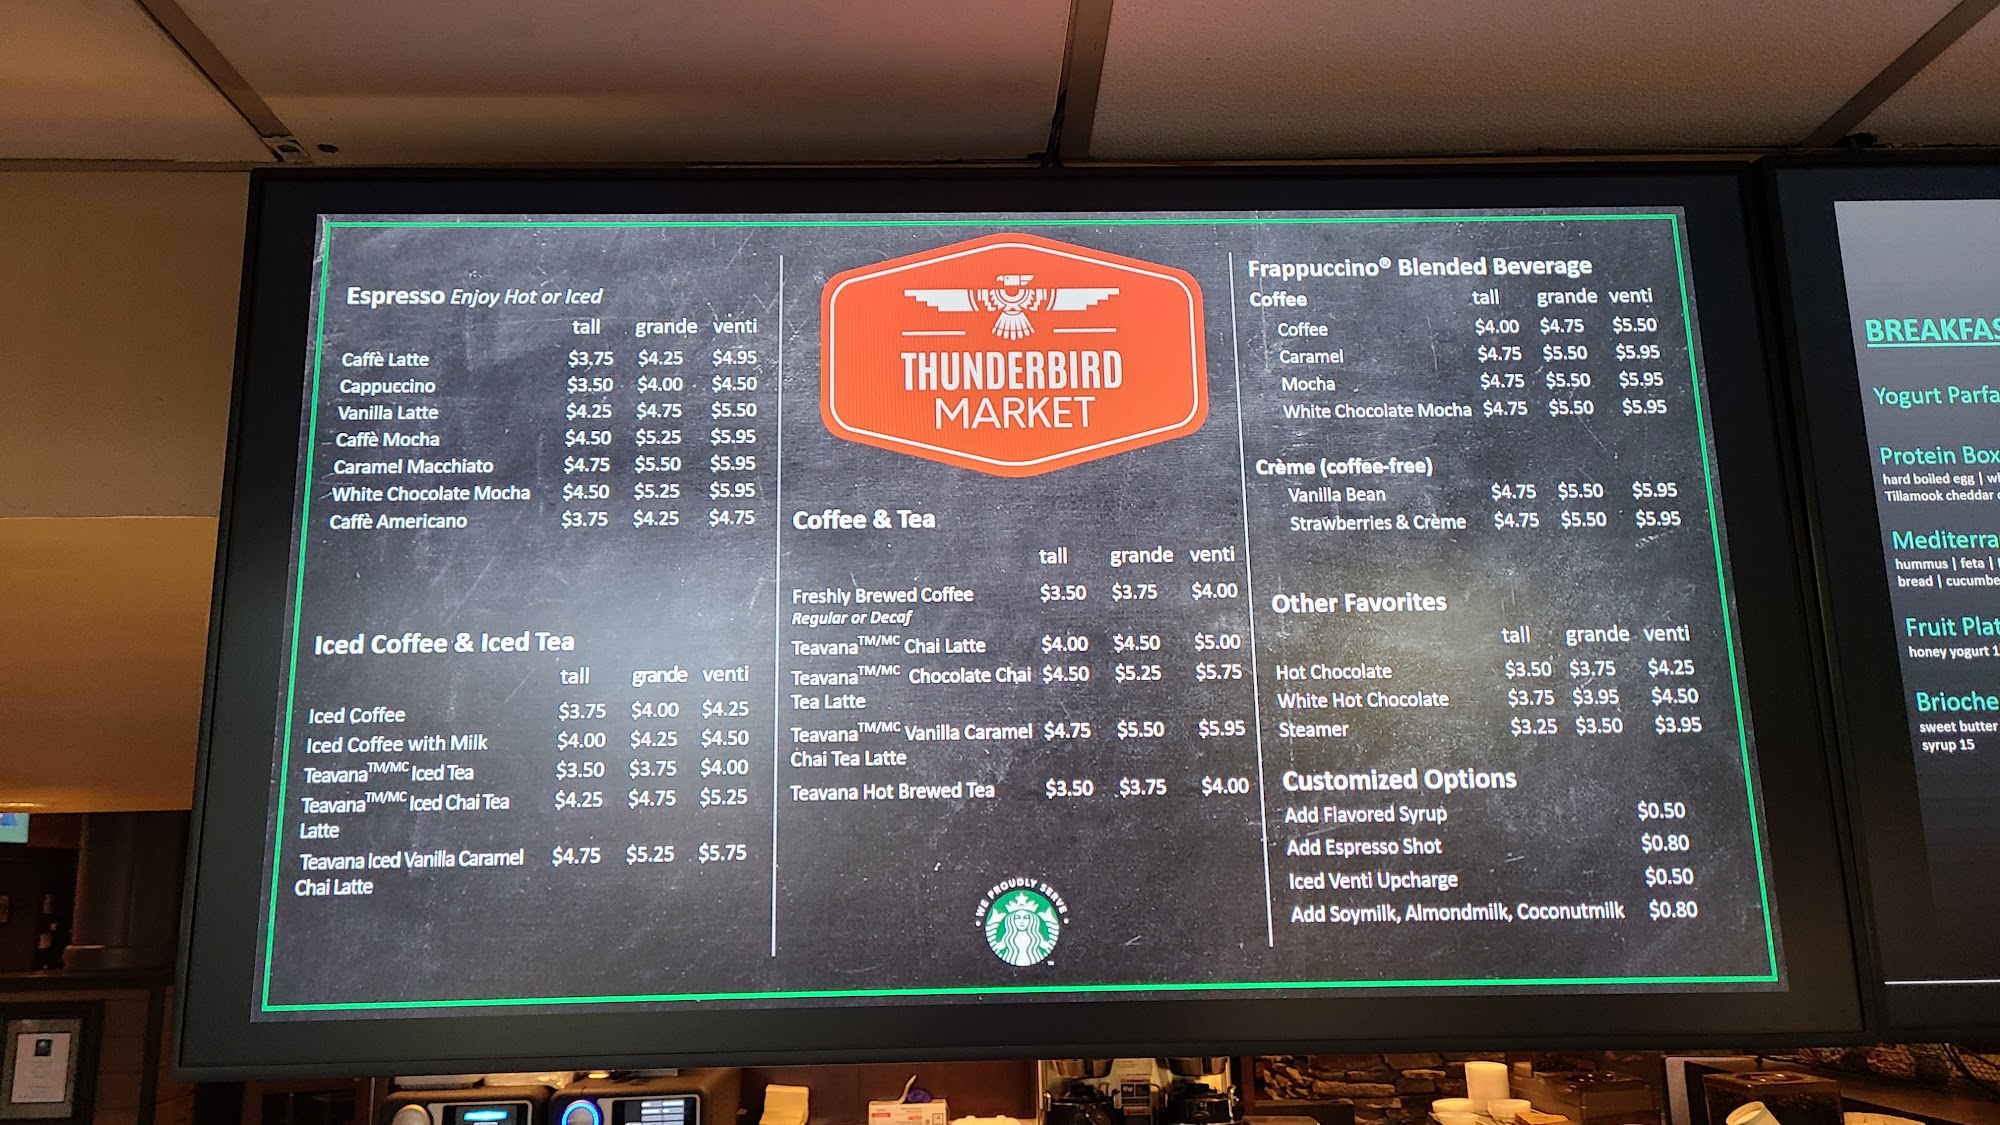 Espresso Enjoy Hot or Iced
tall grande venti
Caffè Latte $3.75 $4.25 $4.95
Cappuccino $3.50 $4.00 $4.50
Vanilla Latte $4.25 $4.75 $5.50
Caffè Mocha $4.50 $5.25 $5.95
Caramel Macchiato $4.75 $5.50 $5.95
White Chocolate Mocha $4.50 $5.25 $5.95
Caffè Americano $3.75 $4.25 $4.75
Iced Coffee & Iced Tea
tall grande venti
Iced Coffee $3.75 $4.00 $4.25
Iced Coffee with Milk $4.00 $4.25 $4.50
Teavana™/MC Iced Tea $3.50 $3.75 $4.00
Teavana™/MC Iced Chai Tea $4.25 $4.75 $5.25
Latte
Teavana Iced Vanilla Caramel $4.75 $5.25 $5.75
Chai Latte
THUNDERBIRD
MARKET
Coffee & Tea
tall grande venti
Freshly Brewed Coffee $3.50 $3.75 $4.00
Regular or Decaf
Teavana™/MC Chai Latte $4.00 $4.50 $5.00
Teavana™/MC Chocolate Chai $4.50 $5.25 $5.75
Tea Latte
Teavana™/MC Vanilla Caramel $4.75 $5.50 $5.95
Chai Tea Latte
Teavana Hot Brewed Tea $3.50 $3.75 $4.00
WE PROUDLY SERVE
Frappuccino® Blended Beverage
Coffee tall grande venti
Coffee $4.00 $4.75 $5.50
Caramel $4.75 $5.50 $5.95
Mocha $4.75 $5.50 $5.95
White Chocolate Mocha $4.75 $5.50 $5.95
Crème (coffee-free)
Vanilla Bean $4.75 $5.50 $5.95
Strawberries & Crème $4.75 $5.50 $5.95
Other Favorites
tall grande venti
Hot Chocolate $3.50 $3.75 $4.25
White Hot Chocolate $3.75 $3.95 $4.50
Steamer $3.25 $3.50 $3.95
Customized Options
Add Flavored Syrup $0.50
Add Espresso Shot $0.80
Iced Venti Upcharge $0.50
Add Soymilk, Almondmilk, Coconutmilk $0.80
BREAKFAS
Yogurt Parfa
Protein Box
hard boiled egg | wh
Tillamook cheddar
Mediterra
hummus | feta |
bread | cucumbe
Fruit Plat
honey yogurt 1
Brioche
sweet butter
syrup 15